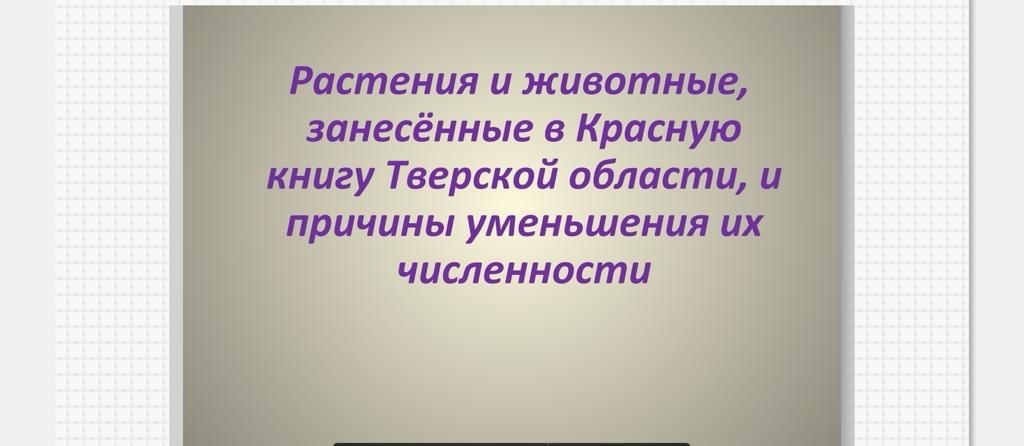 Растения и животные,
занесённые в Красную
книгу Тверской области, и
причины уменьшения их
численности